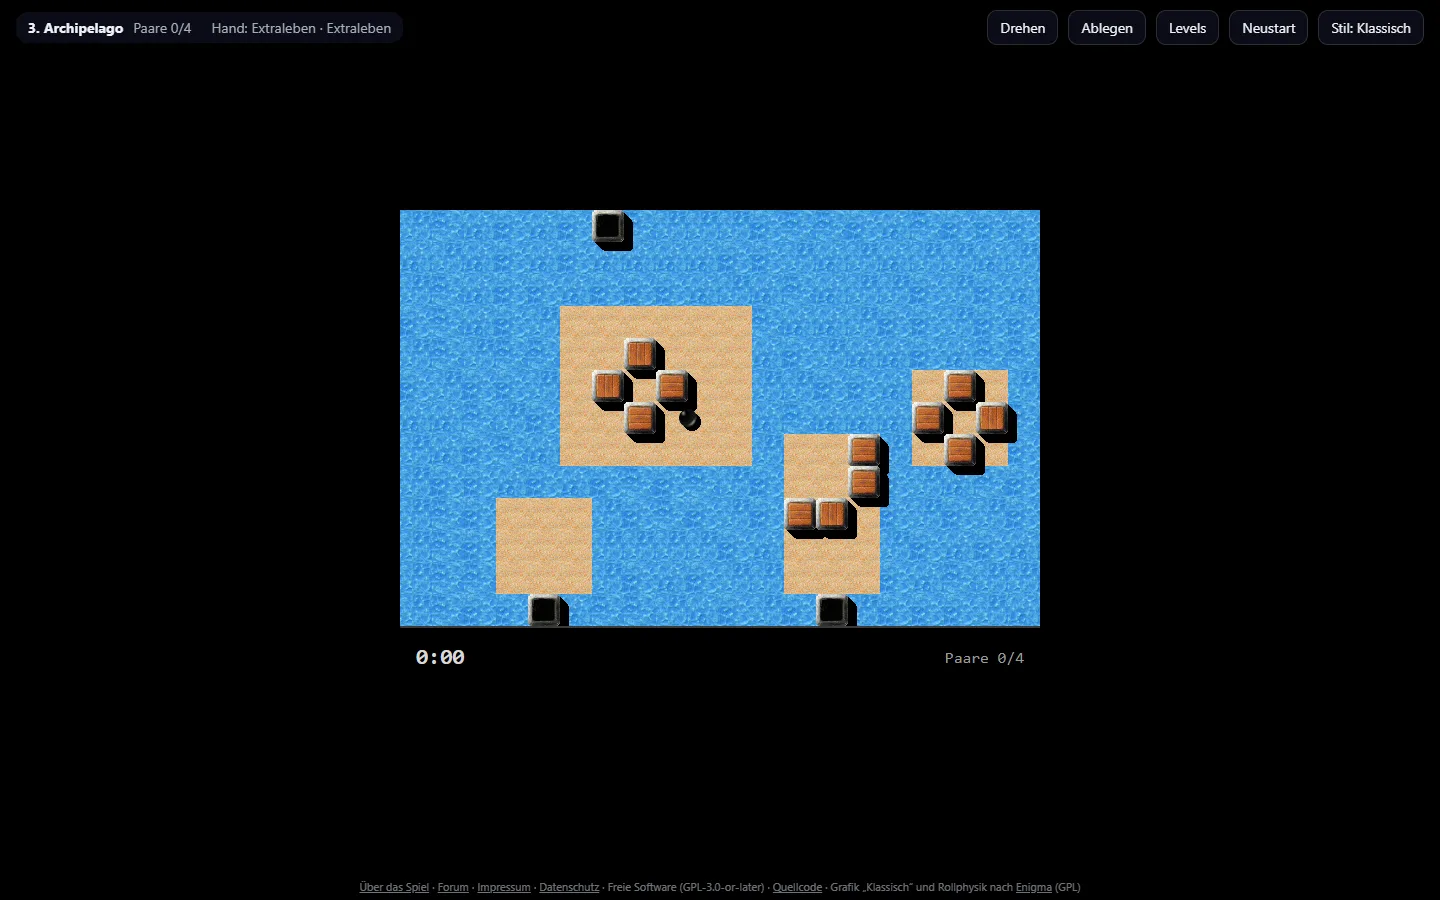 3. Archipelago Paare 0/4 Hand: Extraleben · Extraleben Drehen Ablegen Levels Neustart Stil: Klassisch
0:00 Paare 0/4
Über das Spiel · Forum · Impressum · Datenschutz · Freie Software (GPL-3.0-or-later) · Quellcode · Grafik „Klassisch“ und Rollphysik nach Enigma (GPL)